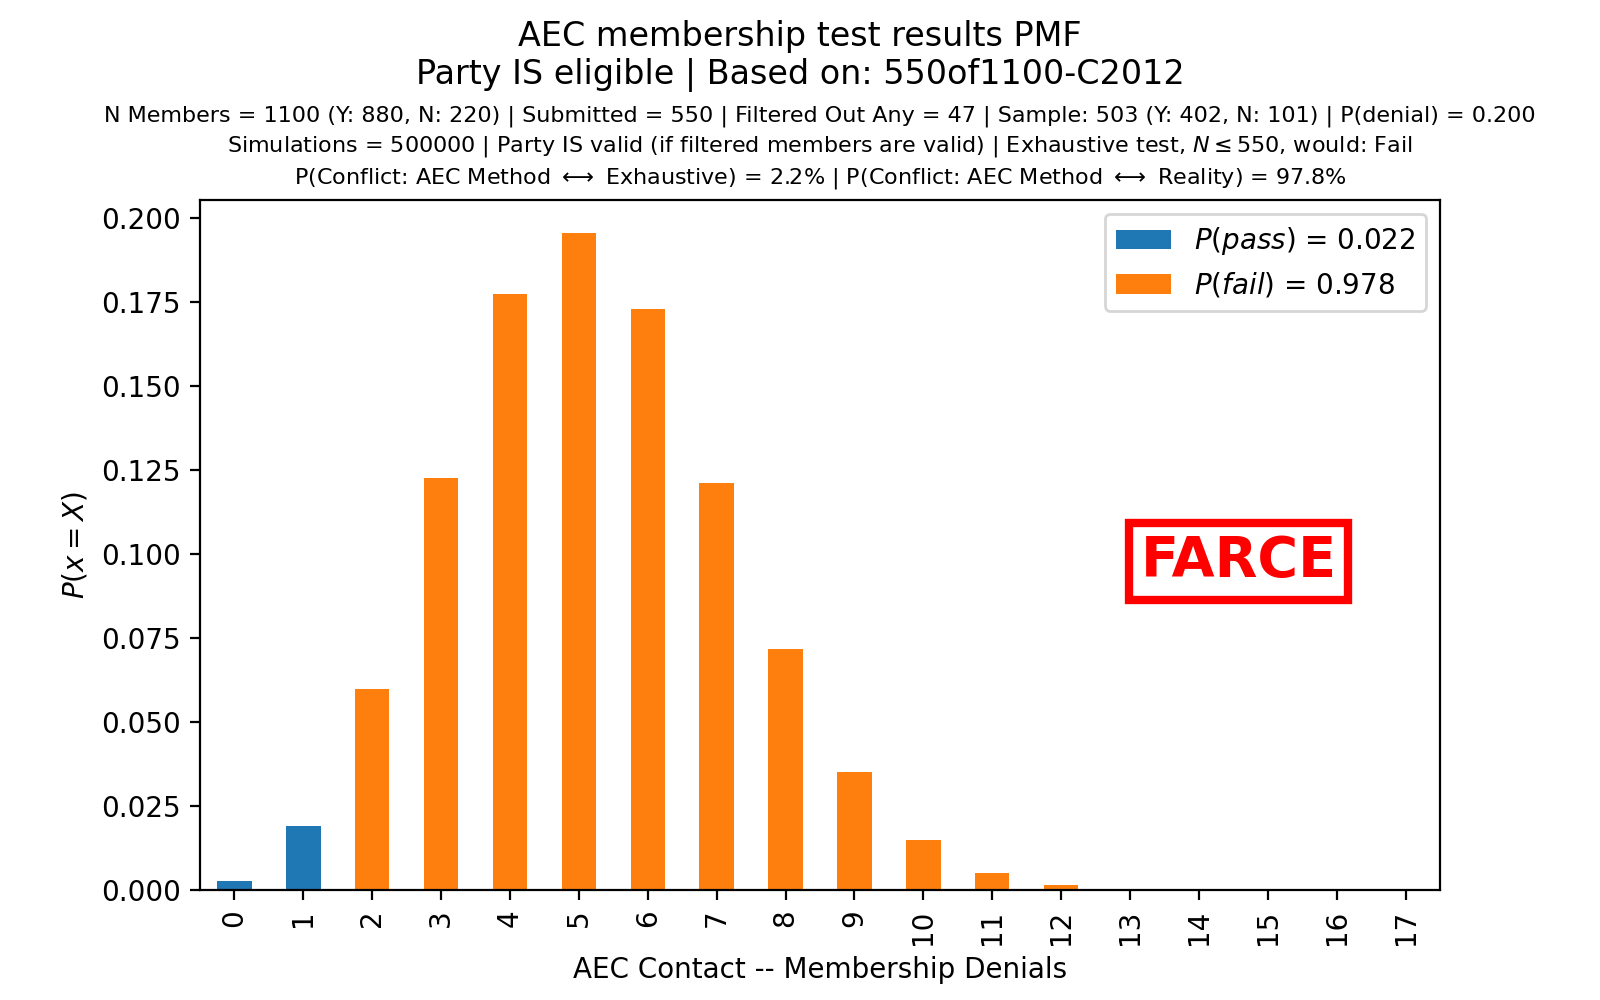 AEC membership test results PMF
Party IS eligible | Based on: 550of1100-C2012
N Members = 1100 (Y: 880, N: 220) | Submitted = 550 | Filtered Out Any = 47 | Sample: 503 (Y: 402, N: 101) | P(denial) = 0.200
Simulations = 500000 | Party IS valid (if filtered members are valid) | Exhaustive test, N ≤ 550, would: Fail
P(Conflict: AEC Method ⟷ Exhaustive) = 2.2% | P(Conflict: AEC Method ⟷ Reality) = 97.8%
P(pass) = 0.022
P(fail) = 0.978
FARCE
P(x = X)
0.200
0.175
0.150
0.125
0.100
0.075
0.050
0.025
0.000
0 1 2 3 4 5 6 7 8 9 10 11 12 13 14 15 16 17
AEC Contact -- Membership Denials